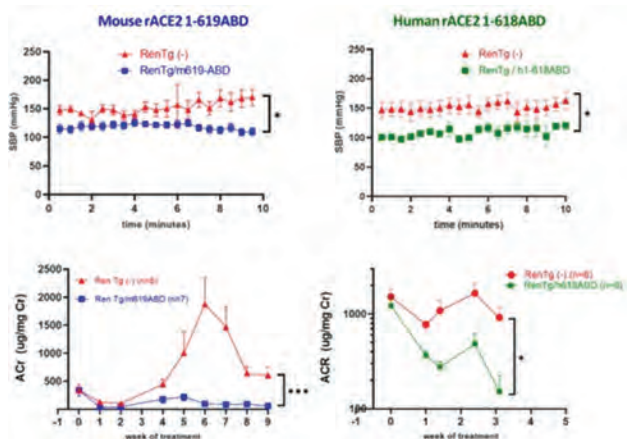 Mouse rACE2 1-619ABD
RenTg (-)
RenTg/m619-ABD
SBP (mmHg)
250
200
150
100
50
0
0 2 4 6 8 10
time (minutes)
*
Human rACE2 1-618ABD
RenTg (-)
RenTg / h1-618ABD
SBP (mmHg)
250
200
150
100
50
0
0 2 4 6 8 10
time (minutes)
*
Ren Tg (-) (n=6)
Ren Tg/m619ABD (n=7)
ACr (ug/mg Cr)
2500
2000
1500
1000
500
-1 0 1 2 3 4 5 6 7 8 9
week of treatment
***
RenTg (-) (n=6)
RenTg/h618ABD (n=6)
ACR (ug/mg Cr)
1000
100
-1 0 1 2 3 4 5
week of treatment
*